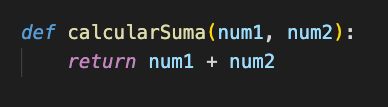 def calcularSuma(num1, num2):
    return num1 + num2